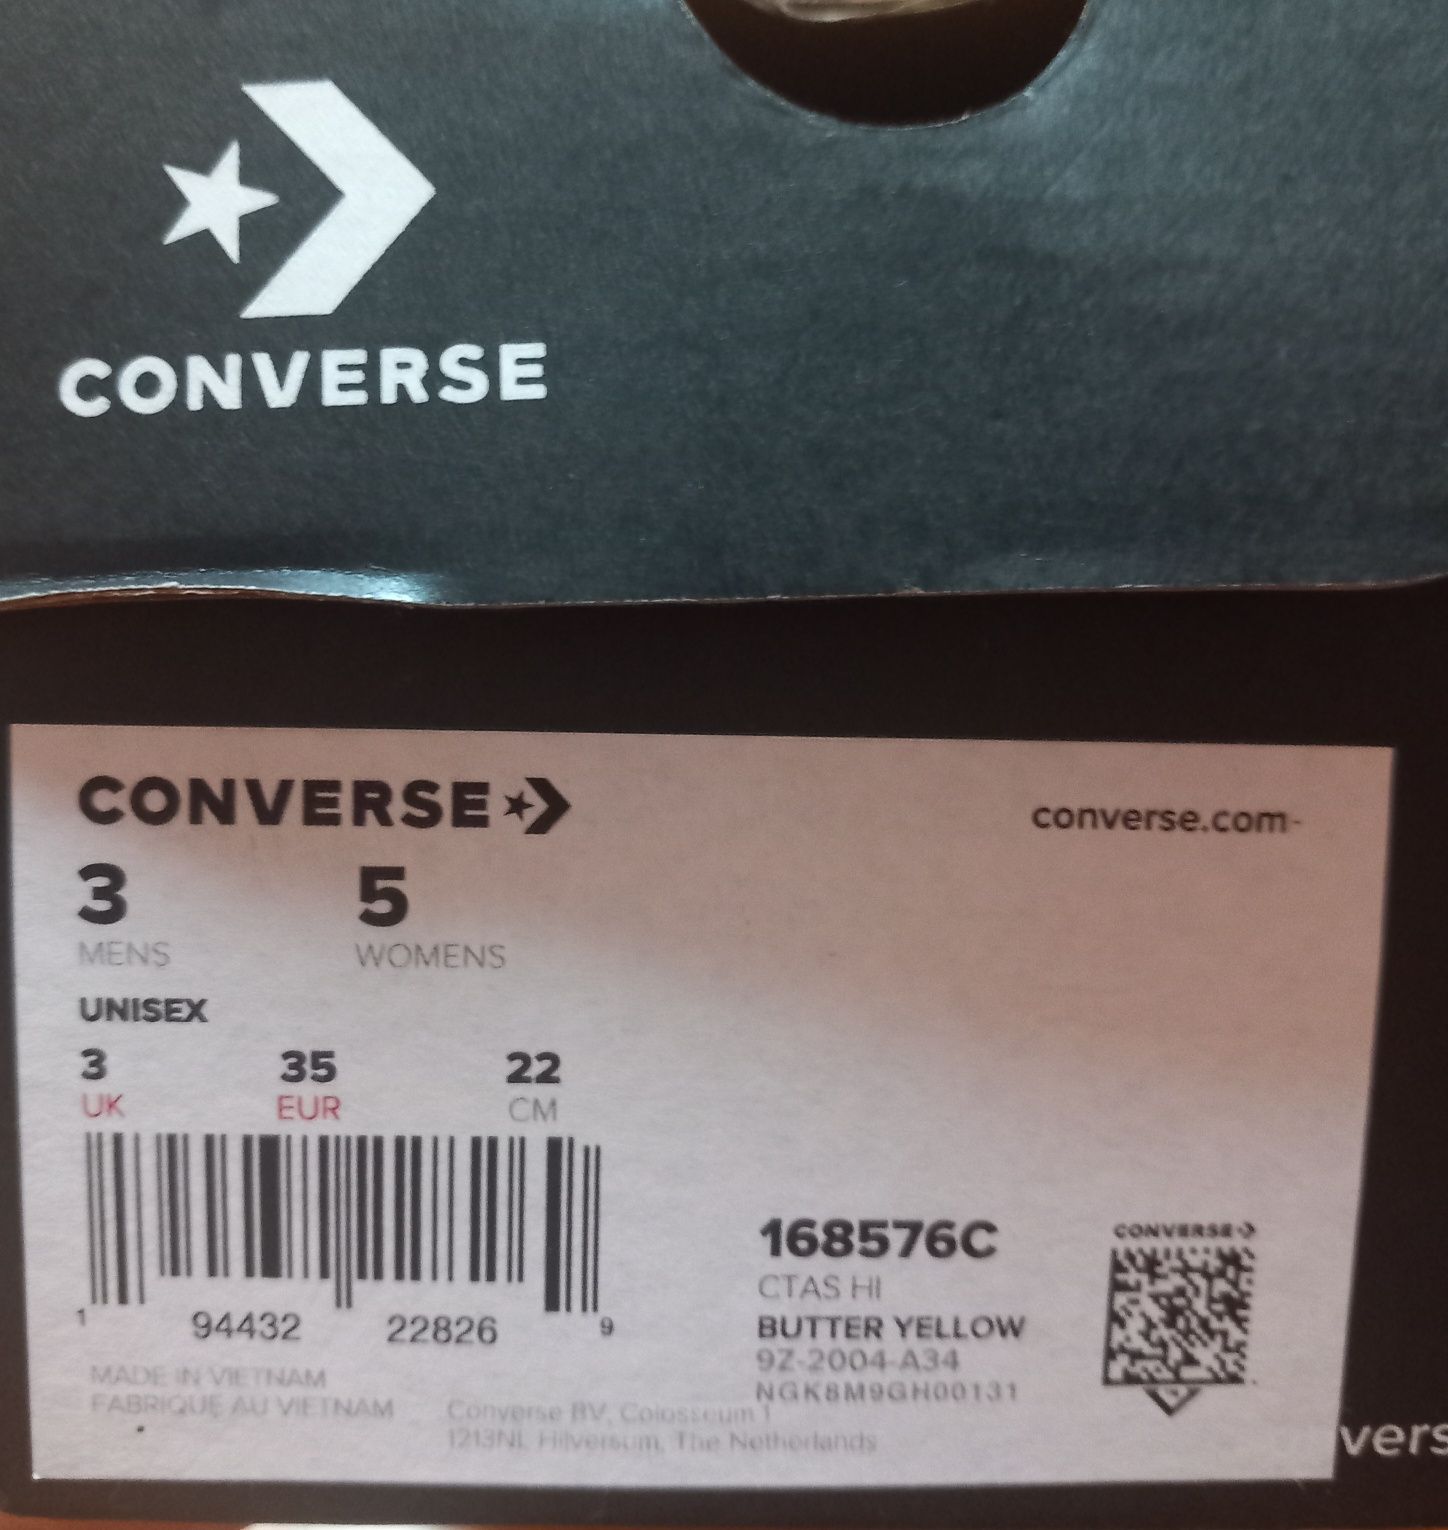 CONVERSE
CONVERSE
converse.com
3 5
MENS WOMENS
UNISEX
3 35 22
UK EUR CM
1 94432 22826 9
168576C
CTAS HI
BUTTER YELLOW
9Z-2004-A34
NGK8M9GH00131
CONVERSE
MADE IN VIETNAM
FABRIQUE AU VIETNAM
Converse BV, Colosseum 1
1213NL Hilversum, The Netherlands
vers